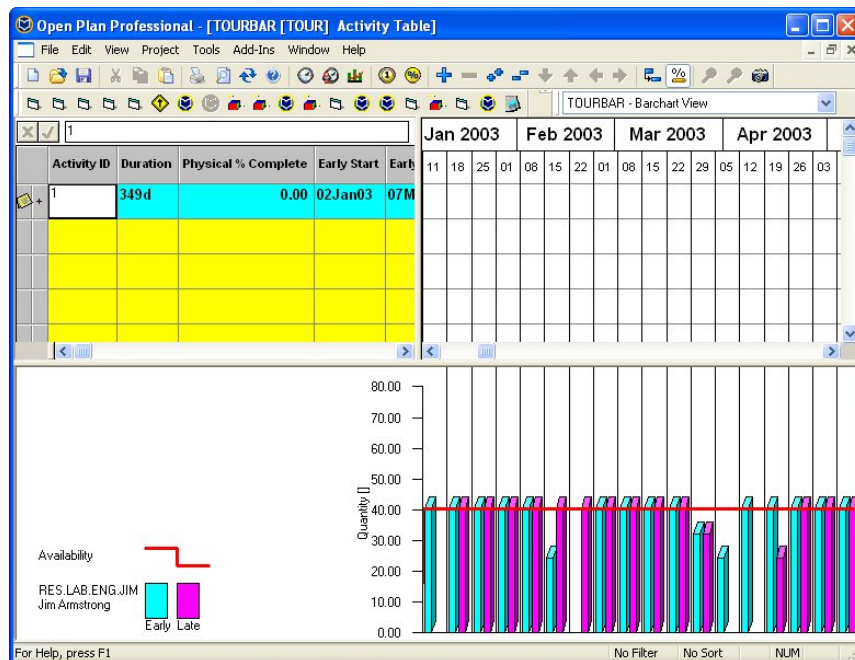 Open Plan Professional - [TOURBAR [TOUR]  Activity Table]
File Edit View Project Tools Add-Ins Window Help
TOURBAR - Barchart View
1
Jan 2003 Feb 2003 Mar 2003 Apr 2003
Activity ID Duration Physical % Complete Early Start Early
11 18 25 01 08 15 22 01 08 15 22 29 05 12 19 26 03
1 349d 0.00 02Jan03 07M
80.00
70.00
60.00
50.00
40.00
30.00
20.00
10.00
0.00
Quantity []
Availability
RES.LAB.ENG.JIM
Jim Armstrong
Early Late
For Help, press F1 No Filter No Sort NUM